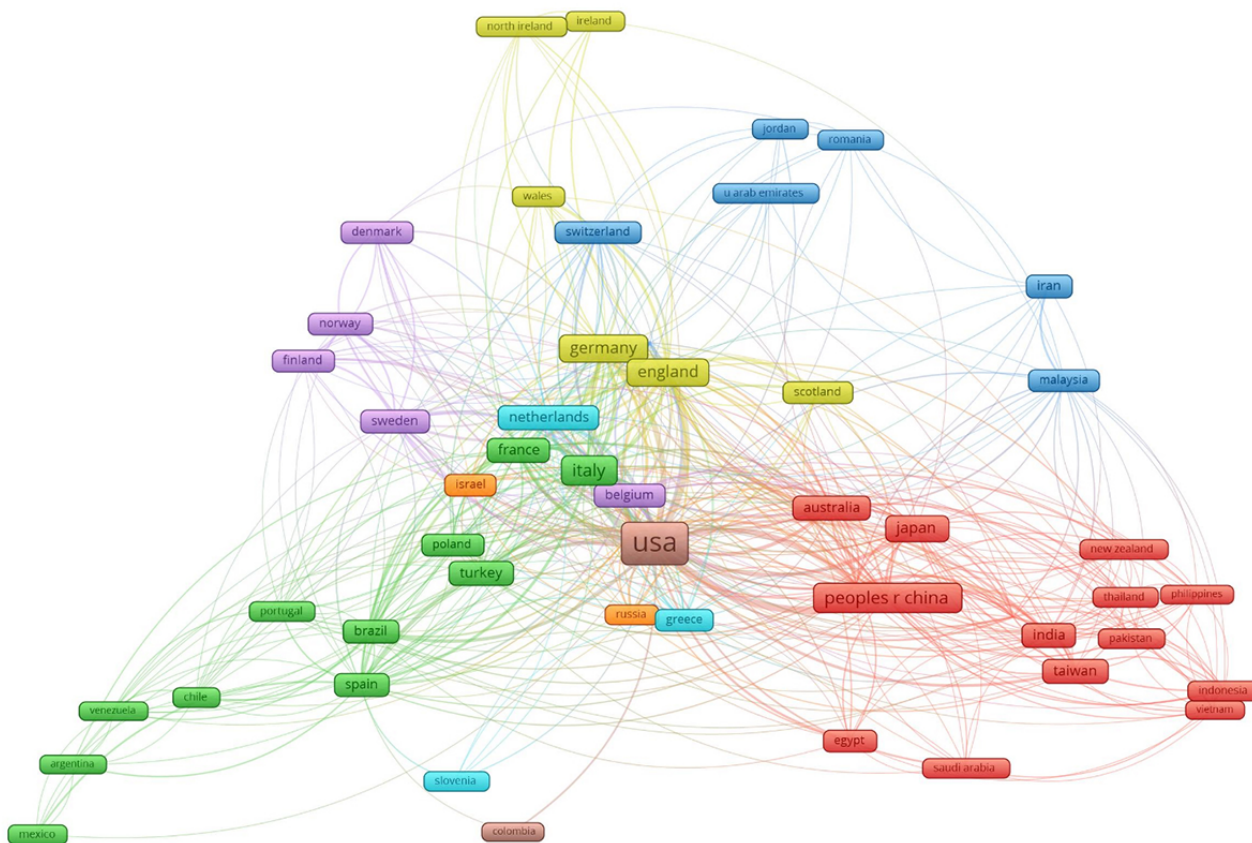 north ireland
ireland
jordan
romania
u arab emirates
wales
denmark
switzerland
iran
norway
germany
finland
england
malaysia
scotland
netherlands
sweden
france
italy
israel
belgium
australia
japan
usa
poland
new zealand
turkey
peoples r china
thailand
philippines
portugal
russia
greece
brazil
india
pakistan
taiwan
spain
chile
indonesia
venezuela
vietnam
egypt
argentina
saudi arabia
slovenia
colombia
mexico